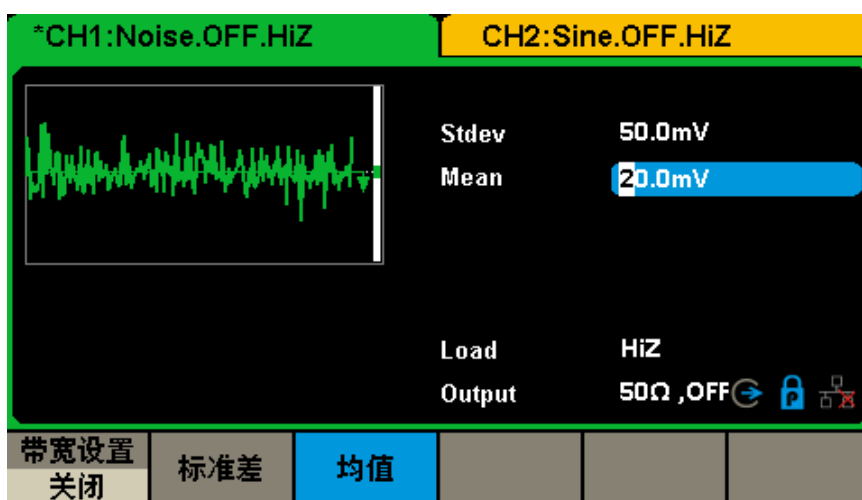 *CH1:Noise.OFF.HiZ CH2:Sine.OFF.HiZ
Stdev 50.0mV
Mean 20.0mV
Load HiZ
Output 50Ω ,OFF
P
带宽设置
关闭
标准差
均值